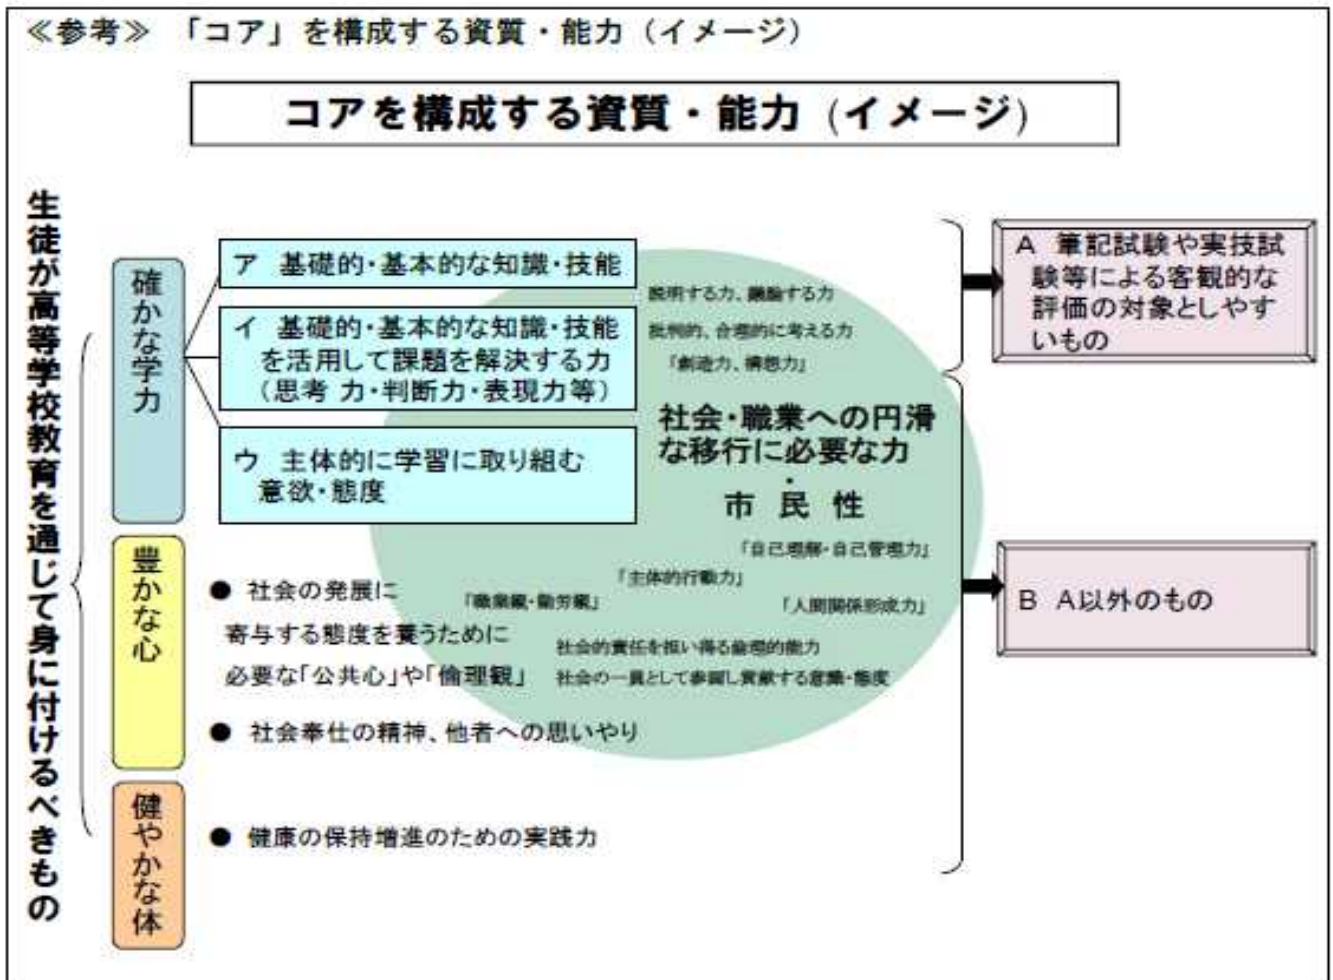 ≪参考≫ 「コア」を構成する資質・能力(イメージ)
コアを構成する資質・能力(イメージ)
生徒が高等学校教育を通じて身に付けるべきもの
確かな学力
ア 基礎的・基本的な知識・技能
イ 基礎的・基本的な知識・技能
を活用して課題を解決する力
(思考 力・判断力・表現力等)
ウ 主体的に学習に取り組む
意欲・態度
説明する力、議論する力
批判的、合理的に考える力
「創造力、構想力」
社会・職業への円滑
な移行に必要な力
・
市 民 性
「自己理解・自己管理力」
「主体的行動力」
「職業観・勤労観」
「人間関係形成力」
社会的責任を担い得る倫理的能力
社会の一員として参画し貢献する意識・態度
豊かな心
● 社会の発展に
寄与する態度を養うために
必要な「公共心」や「倫理観」
● 社会奉仕の精神、他者への思いやり
健やかな体
● 健康の保持増進のための実践力
A 筆記試験や実技試
験等による客観的な
評価の対象としやす
いもの
B A以外のもの